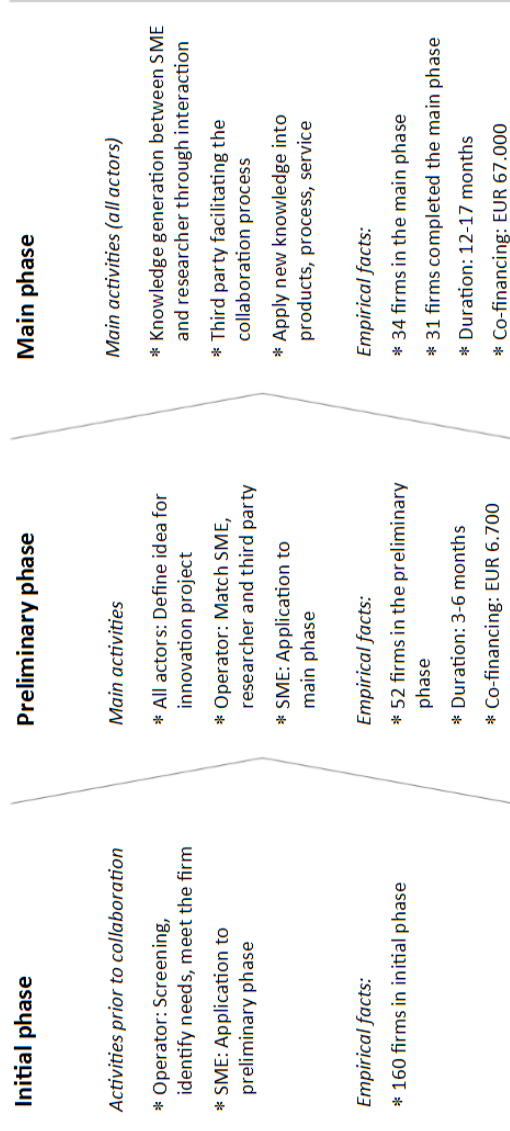 Initial phase
Activities prior to collaboration
* Operator: Screening,
identify needs, meet the firm
* SME: Application to
preliminary phase
Empirical facts:
* 160 firms in initial phase
Preliminary phase
Main activities
* All actors: Define idea for
innovation project
* Operator: Match SME,
researcher and third party
* SME: Application to
main phase
Empirical facts:
* 52 firms in the preliminary
phase
* Duration: 3-6 months
* Co-financing: EUR 6.700
Main phase
Main activities (all actors)
* Knowledge generation between SME
and researcher through interaction
* Third party facilitating the
collaboration process
* Apply new knowledge into
products, process, service
Empirical facts:
* 34 firms in the main phase
* 31 firms completed the main phase
* Duration: 12-17 months
* Co-financing: EUR 67.000